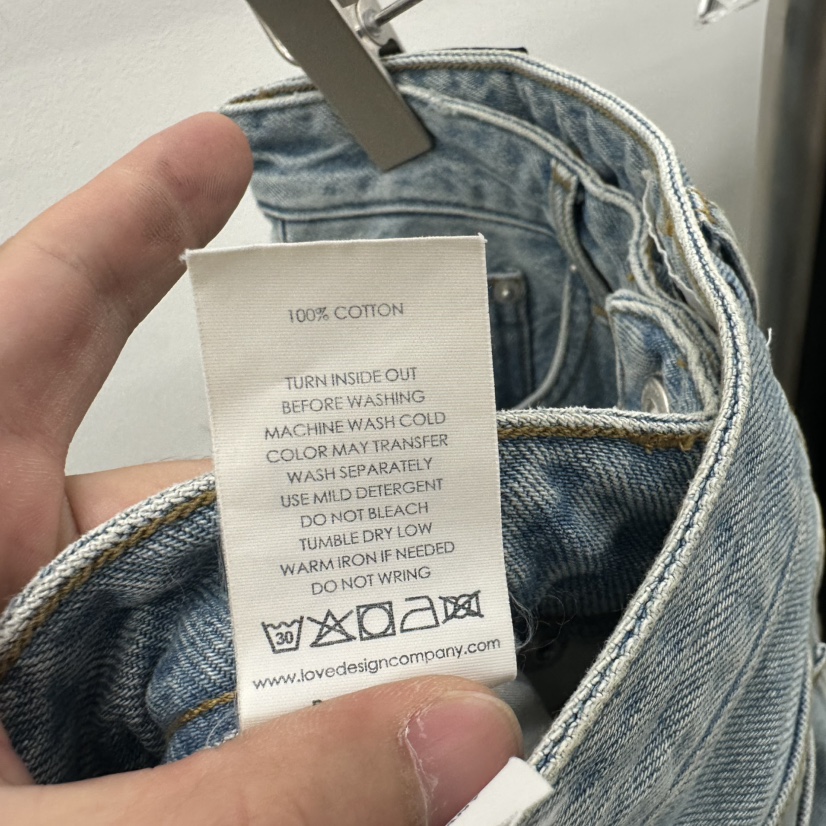 100% COTTON
TURN INSIDE OUT
BEFORE WASHING
MACHINE WASH COLD
COLOR MAY TRANSFER
WASH SEPARATELY
USE MILD DETERGENT
DO NOT BLEACH
TUMBLE DRY LOW
WARM IRON IF NEEDED
DO NOT WRING
30
www.lovedesigncompany.com